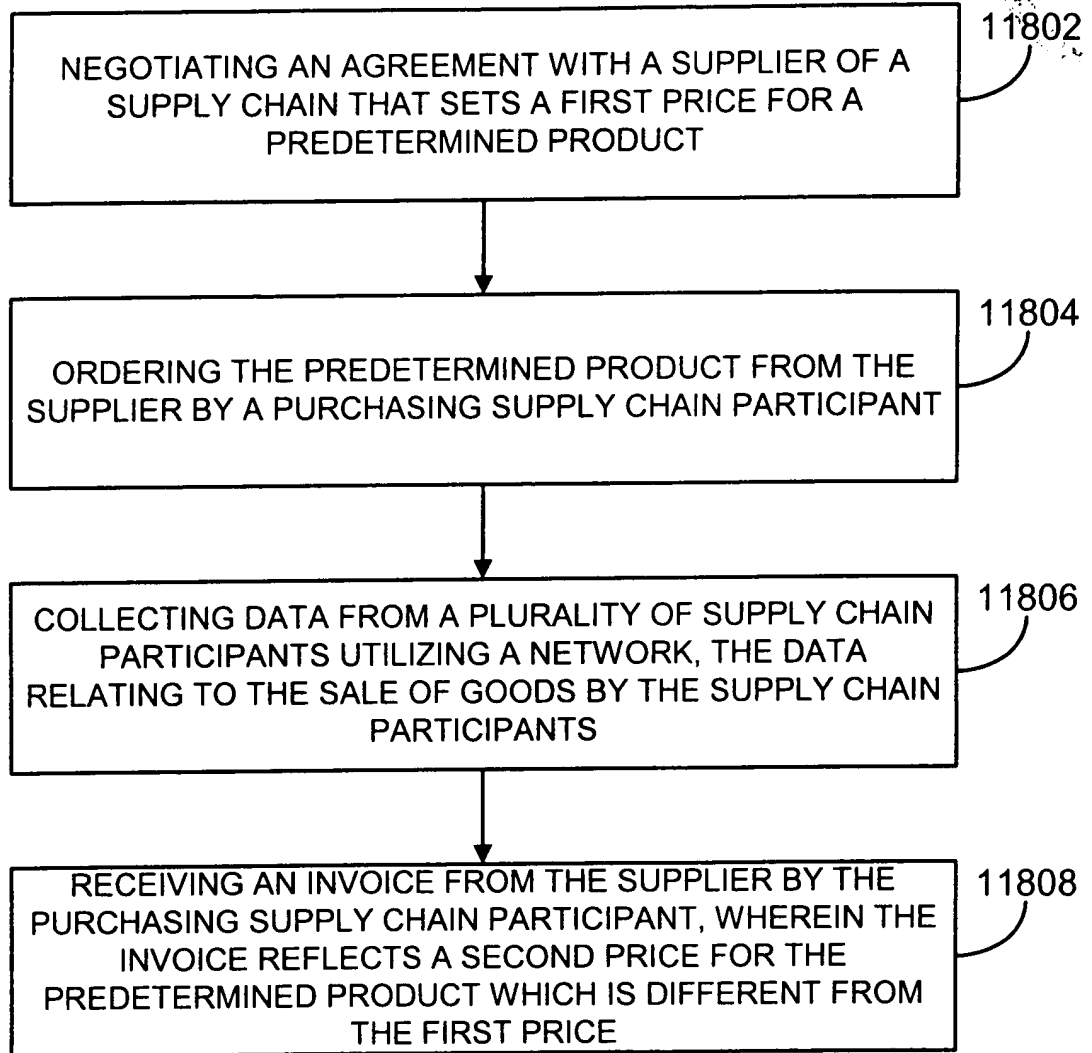 11802
NEGOTIATING AN AGREEMENT WITH A SUPPLIER OF A
SUPPLY CHAIN THAT SETS A FIRST PRICE FOR A
PREDETERMINED PRODUCT
11804
ORDERING THE PREDETERMINED PRODUCT FROM THE
SUPPLIER BY A PURCHASING SUPPLY CHAIN PARTICIPANT
11806
COLLECTING DATA FROM A PLURALITY OF SUPPLY CHAIN
PARTICIPANTS UTILIZING A NETWORK, THE DATA
RELATING TO THE SALE OF GOODS BY THE SUPPLY CHAIN
PARTICIPANTS
11808
RECEIVING AN INVOICE FROM THE SUPPLIER BY THE
PURCHASING SUPPLY CHAIN PARTICIPANT, WHEREIN THE
INVOICE REFLECTS A SECOND PRICE FOR THE
PREDETERMINED PRODUCT WHICH IS DIFFERENT FROM
THE FIRST PRICE